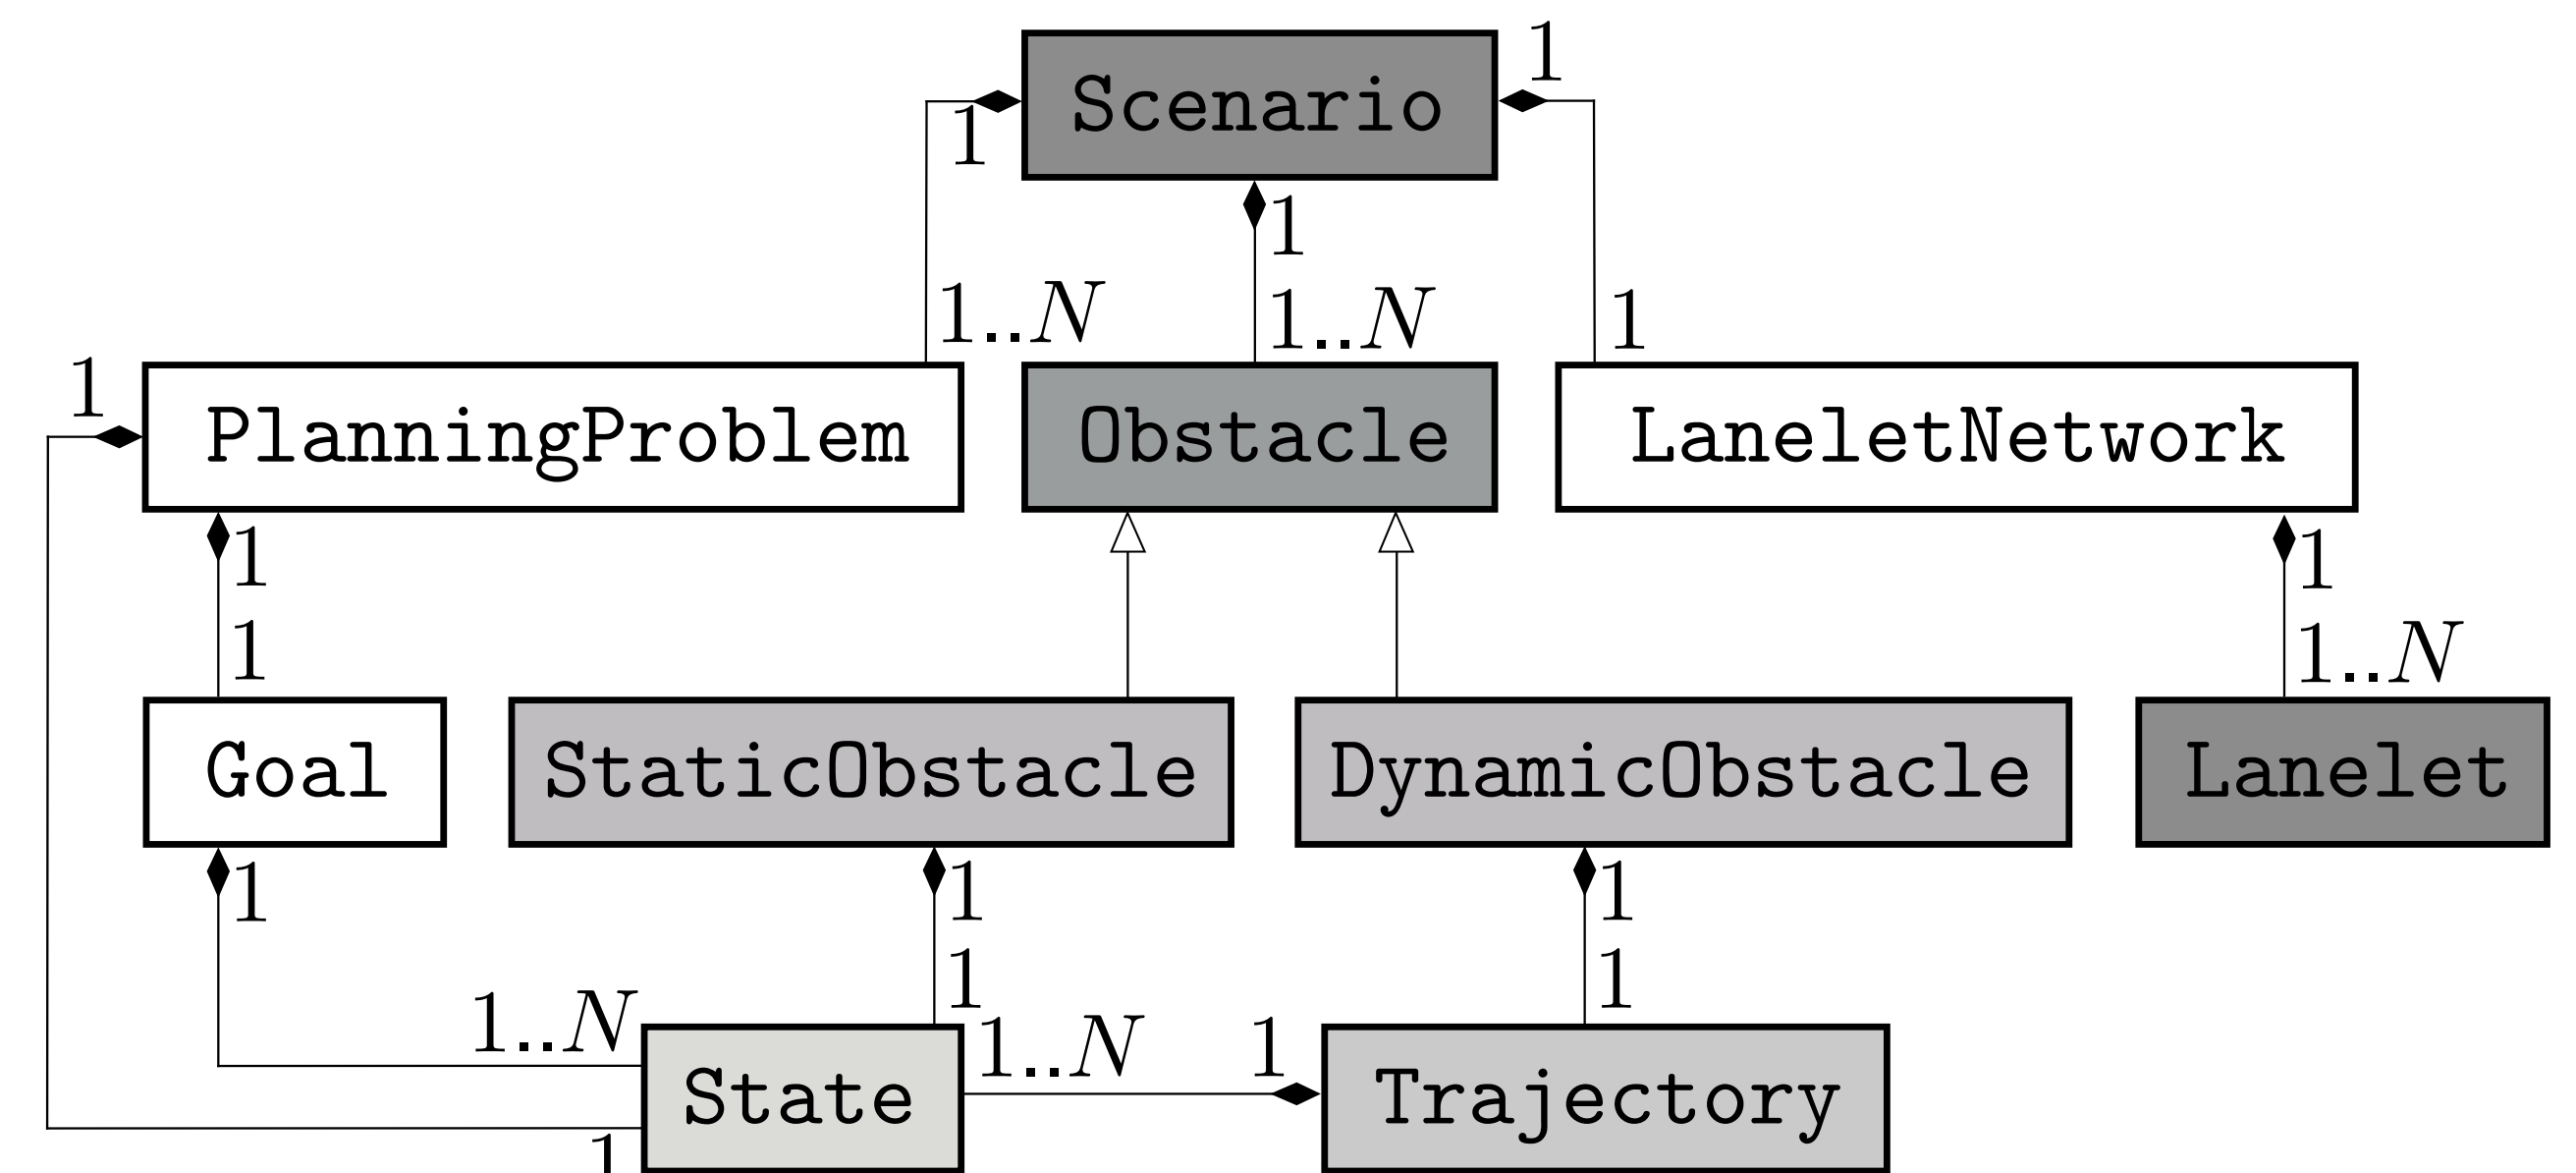 1
Scenario
1
1
1..N
1..N
1
1
PlanningProblem
Obstacle
LaneletNetwork
1
1
1
1..N
Goal
StaticObstacle
DynamicObstacle
Lanelet
1
1
1
1..N
1
1
1..N
1
State
Trajectory
1